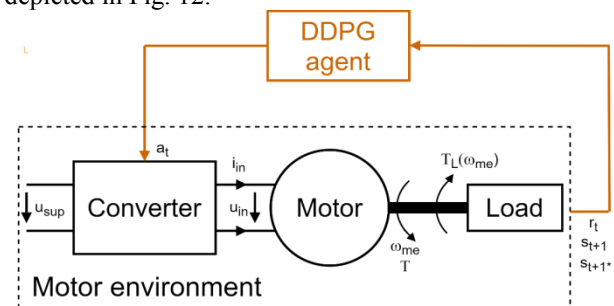 depicted in Fig. 12.
DDPG
agent
L
a_t
i_in
T_L(ω_me)
u_sup
Converter
u_in
Motor
Load
ω_me
T
r_t
s_t+1
s_t+1*
Motor environment